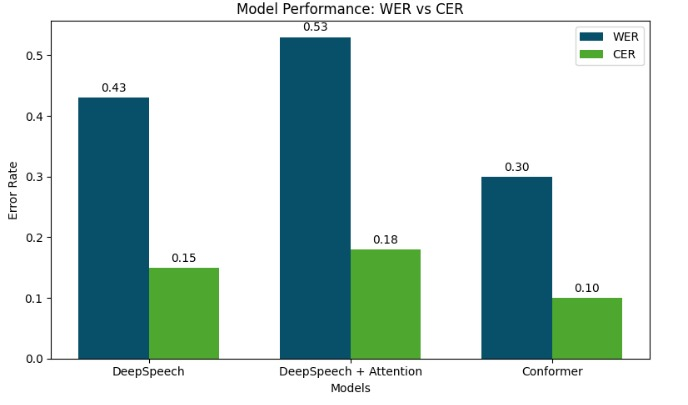 Model Performance: WER vs CER
WER
CER
0.53
0.43
0.30
0.18
0.15
0.10
Error Rate
0.5
0.4
0.3
0.2
0.1
0.0
DeepSpeech
DeepSpeech + Attention
Conformer
Models